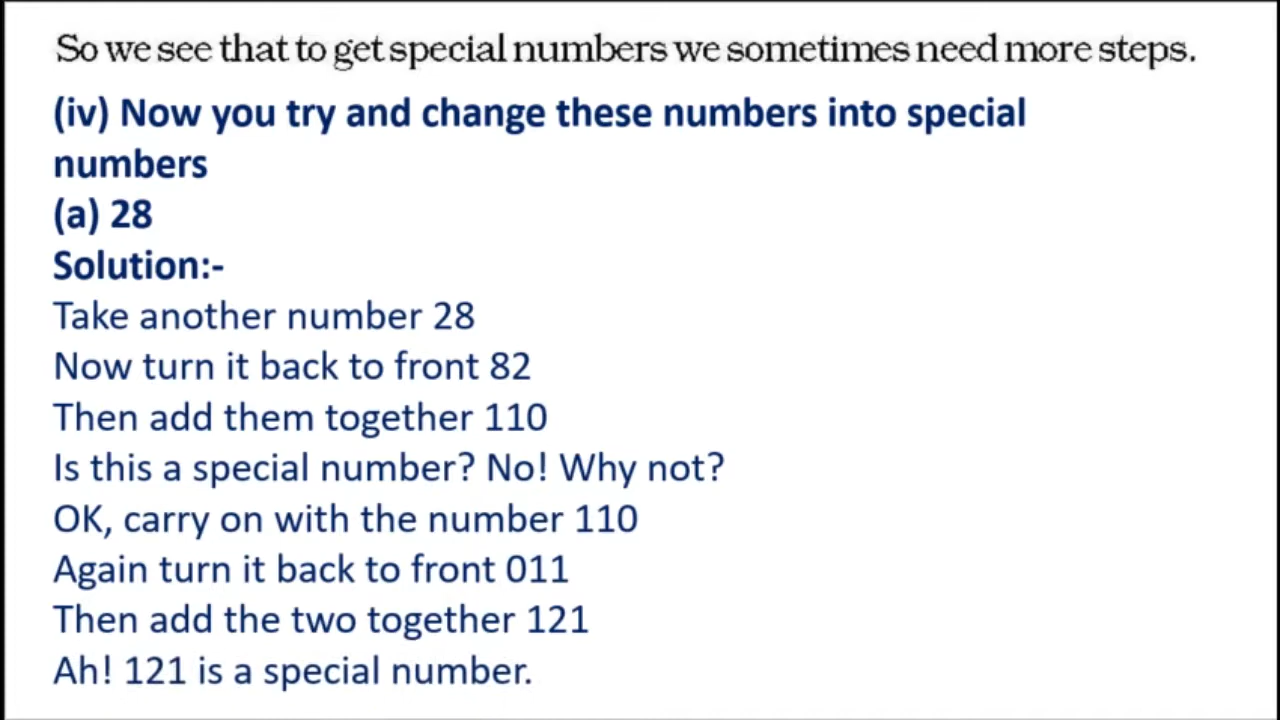 So we see that to get special numbers we sometimes need more steps.
(iv) Now you try and change these numbers into special
numbers
(a) 28
Solution:-
Take another number 28
Now turn it back to front 82
Then add them together 110
Is this a special number? No! Why not?
OK, carry on with the number 110
Again turn it back to front 011
Then add the two together 121
Ah! 121 is a special number.